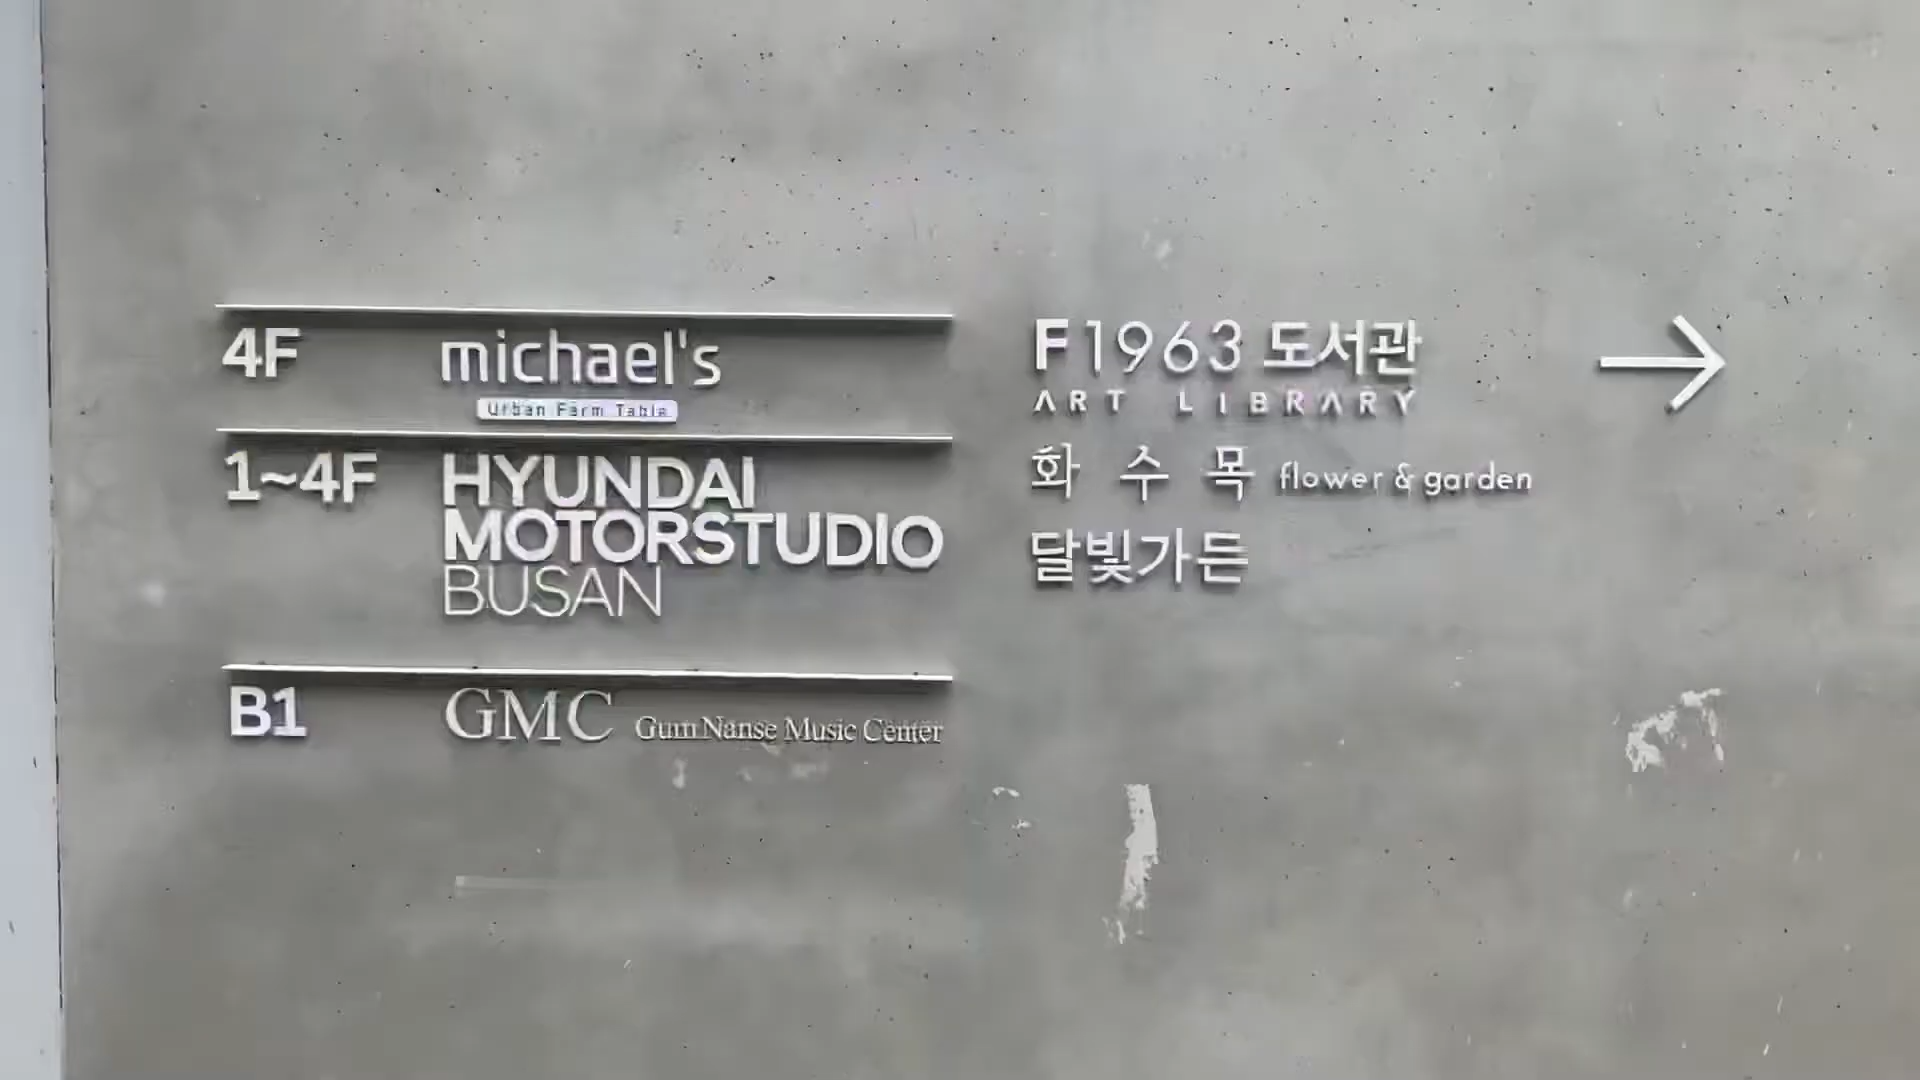 4F michael's
Urban Farm Table
1~4F HYUNDAI
MOTORSTUDIO
BUSAN
B1 GMC Gum Nanse Music Center
F1963 도서관
ART LIBRARY
화 수 목 flower & garden
달빛가든